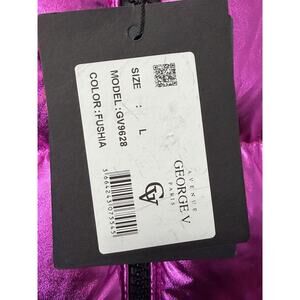 AVENUE
GEORGE V.
PARIS
GV
SIZE : L
MODEL:GV9628
COLOR:FUSHIA